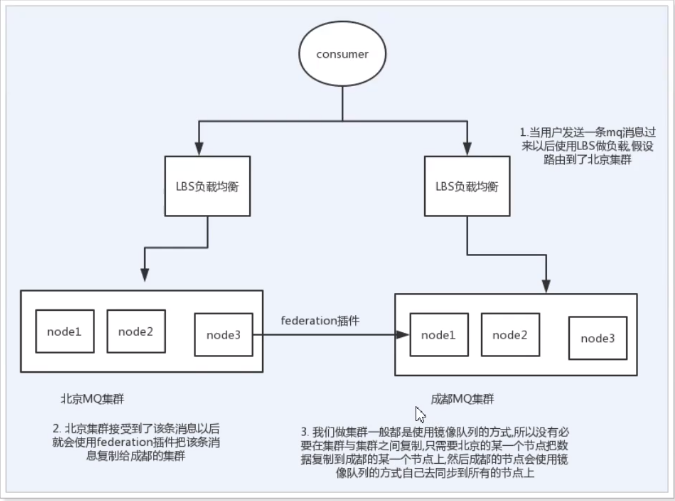 consumer
1.当用户发送一条mq消息过
来以后使用LBS做负载,假设
路由到了北京集群
LBS负载均衡
LBS负载均衡
node1
node2
node3
federation插件
node1
node2
node3
北京MQ集群
成都MQ集群
2. 北京集群接受到了该条消息以后
就会使用federation插件把该条消
息复制给成都的集群
3. 我们做集群一般都是使用镜像队列的方式,所以没有必
要在集群与集群之间复制,只需要北京的某一个节点把数
据复制到成都的某一个节点上,然后成都的节点会使用镜
像队列的方式自己去同步到所有的节点上